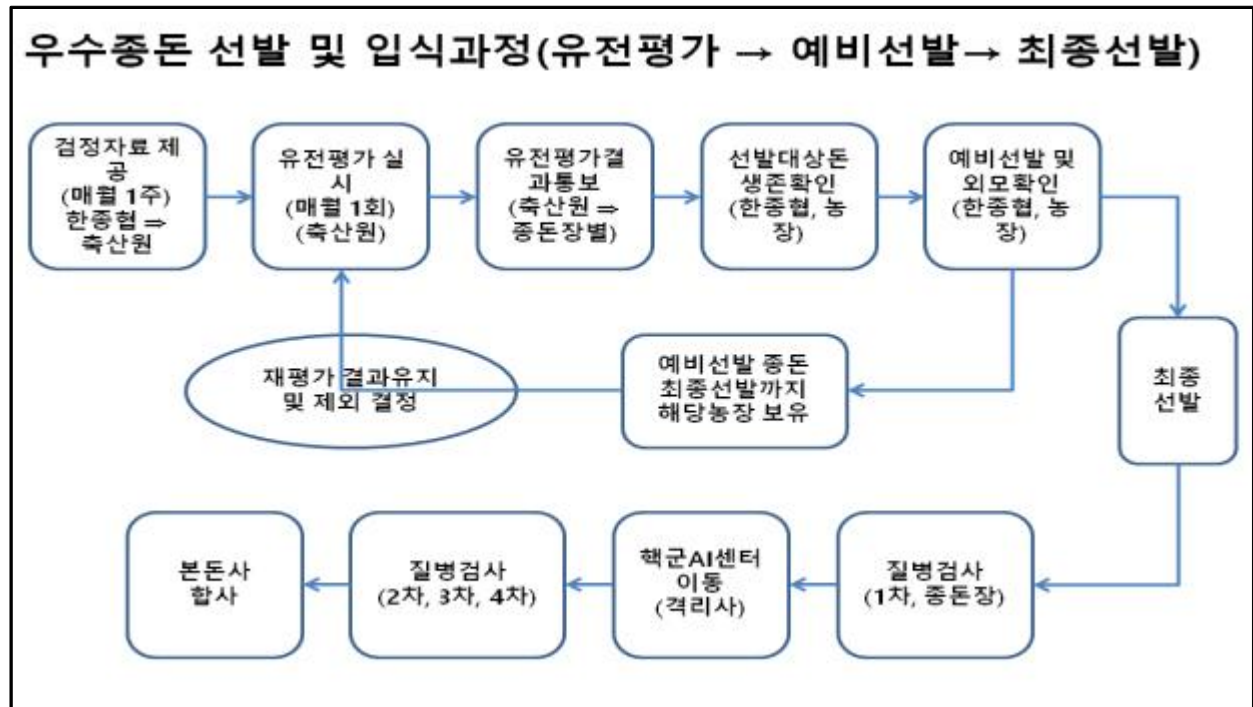 우수종돈 선발 및 입식과정(유전평가 → 예비선발→ 최종선발)
검정자료 제
공
(매월 1주)
한종협 ⇒
축산원
유전평가 실
시
(매월 1회)
(축산원)
유전평가결
과통보
(축산원 ⇒
종돈장별)
선발대상돈
생존확인
(한종협, 농
장)
예비선발 및
외모확인
(한종협, 농
장)
재평가 결과유지
및 제외 결정
예비선발 종돈
최종선발까지
해당농장 보유
최종
선발
본돈사
합사
질병검사
(2차, 3차, 4차)
핵군AI센터
이동
(격리사)
질병검사
(1차, 종돈장)